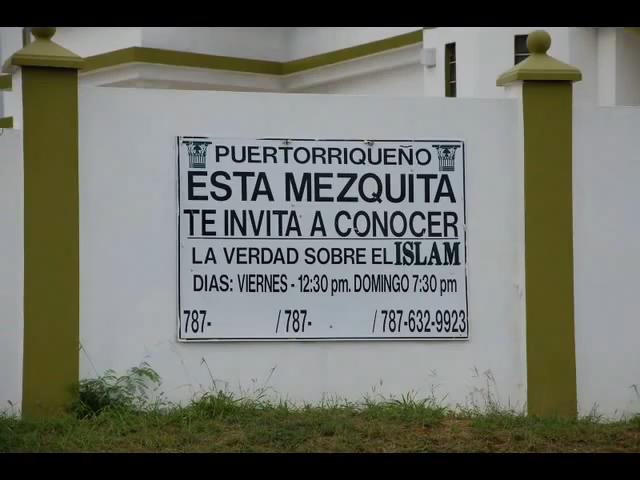 PUERTORRIQUEÑO
ESTA MEZQUITA
TE INVITA A CONOCER
LA VERDAD SOBRE EL ISLAM
DIAS: VIERNES - 12:30 pm. DOMINGO 7:30 pm
787- / 787- / 787-632-9923